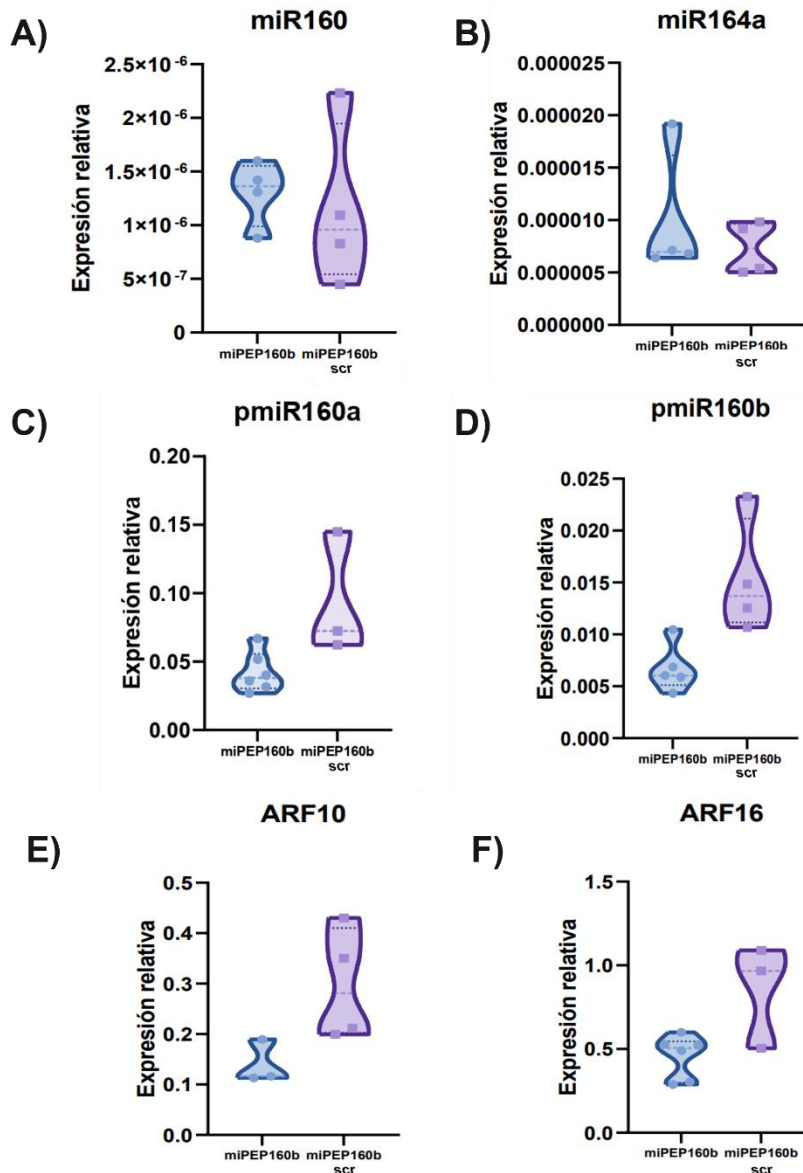 A)
miR160
Expresión relativa
2.5×10⁻⁶
2×10⁻⁶
1.5×10⁻⁶
1×10⁻⁶
5×10⁻⁷
0
miPEP160b
miPEP160b
scr
B)
miR164a
Expresión relativa
0.000025
0.000020
0.000015
0.000010
0.000005
0.000000
miPEP160b
miPEP160b
scr
C)
pmiR160a
Expresión relativa
0.20
0.15
0.10
0.05
0.00
miPEP160b
miPEP160b
scr
D)
pmiR160b
Expresión relativa
0.025
0.020
0.015
0.010
0.005
0.000
miPEP160b
miPEP160b
scr
E)
ARF10
Expresión relativa
0.5
0.4
0.3
0.2
0.1
0.0
miPEP160b
miPEP160b
scr
F)
ARF16
Expresión relativa
1.5
1.0
0.5
0.0
miPEP160b
miPEP160b
scr